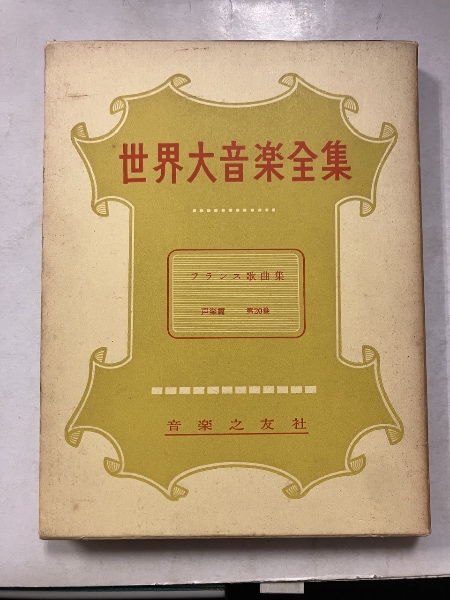 世界大音楽全集
フランス歌曲集
声楽篇 第20巻
音楽之友社